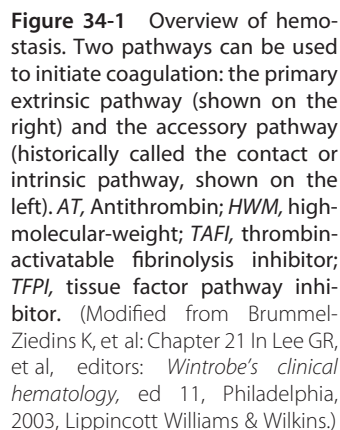 Figure 34-1 Overview of hemo-
stasis. Two pathways can be used
to initiate coagulation: the primary
extrinsic pathway (shown on the
right) and the accessory pathway
(historically called the contact or
intrinsic pathway, shown on the
left). AT, Antithrombin; HWM, high-
molecular-weight; TAFI, thrombin-
activatable fibrinolysis inhibitor;
TFPI, tissue factor pathway inhi-
bitor. (Modified from Brummel-
Ziedins K, et al: Chapter 21 In Lee GR,
et al, editors: Wintrobe's clinical
hematology, ed 11, Philadelphia,
2003, Lippincott Williams & Wilkins.)